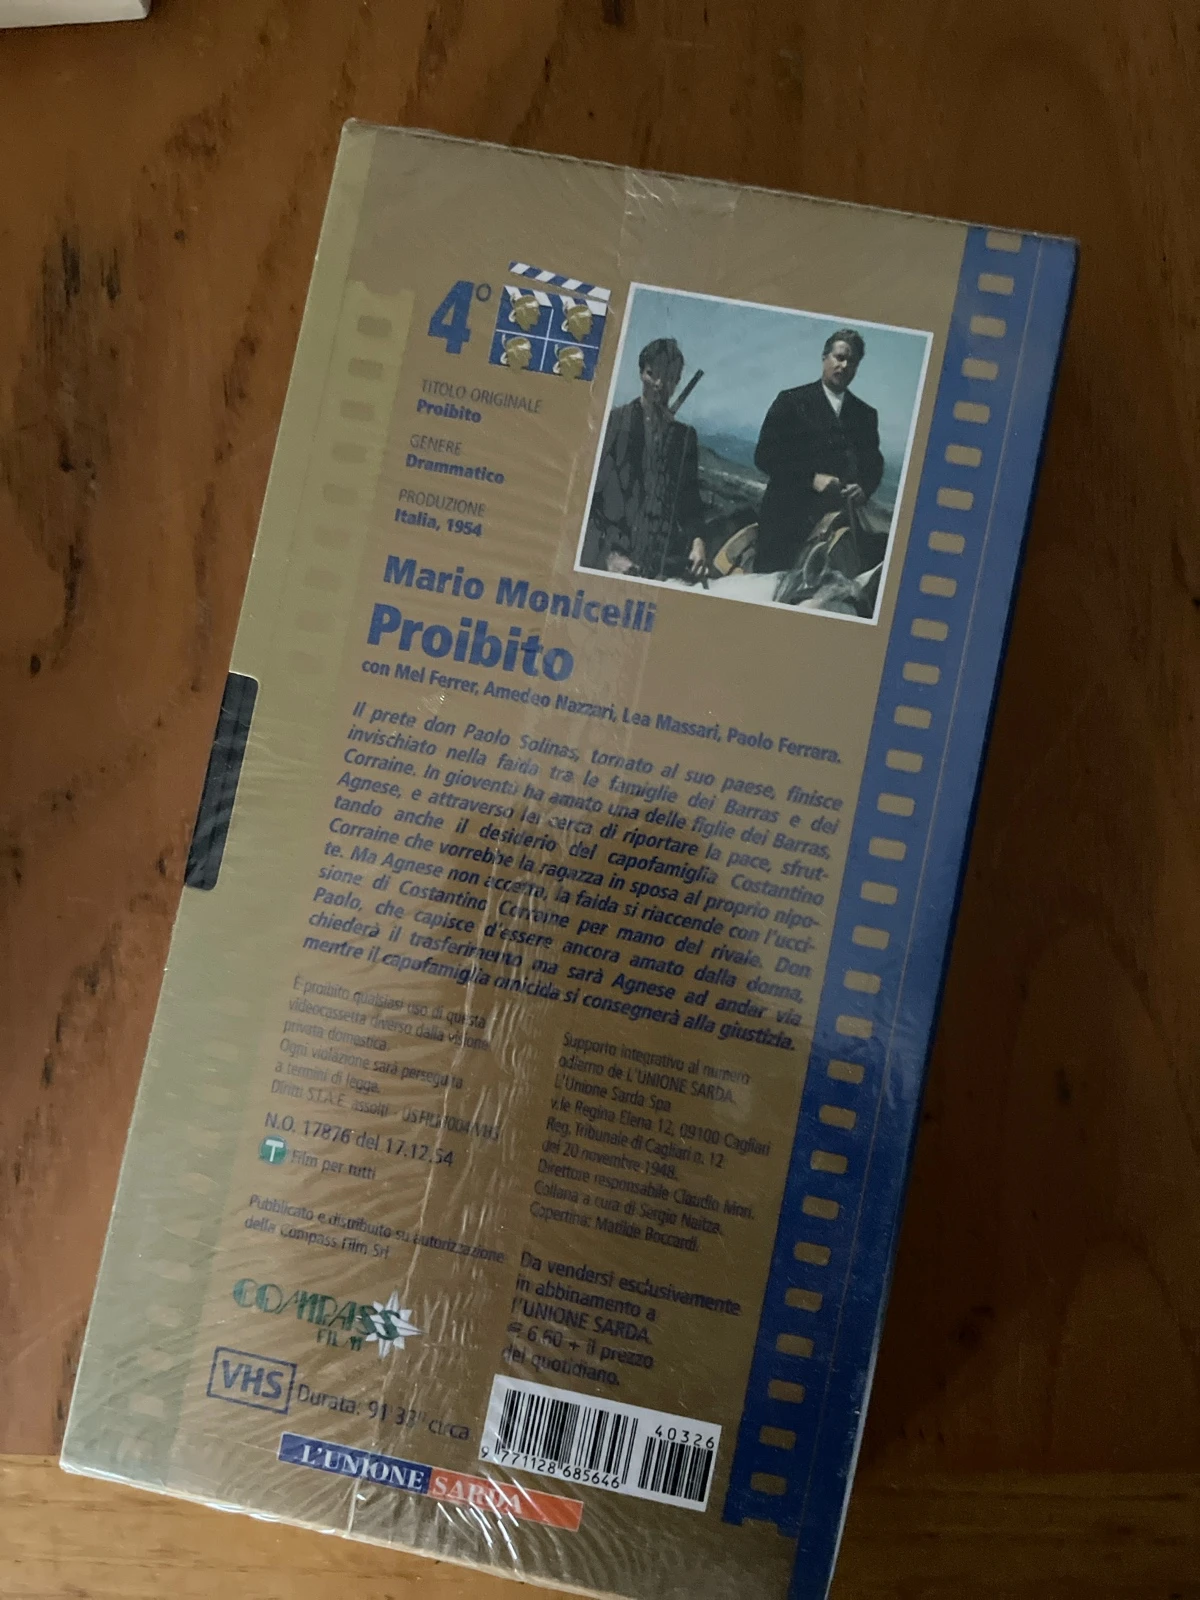 4°
TITOLO ORIGINALE
Proibito
GENERE
Drammatico
PRODUZIONE
Italia, 1954
Mario Monicelli
Proibito
con Mel Ferrer, Amedeo Nazzari, Lea Massari, Paolo Ferrara.
Il prete don Paolo Solinas, tornato al suo paese, finisce
invischiato nella faida tra le famiglie dei Barras e dei
Corraine. In gioventù ha amato una delle figlie dei Barras,
Agnese, e attraverso lei cerca di riportare la pace, sfrut-
tando anche il desiderio del capofamiglia Costantino
Corraine che vorrebbe la ragazza in sposa al proprio nipo-
te. Ma Agnese non accetta, la faida si riaccende con l'ucci-
sione di Costantino Corraine per mano del rivale. Don
Paolo, che capisce d'essere ancora amato dalla donna,
chiederà il trasferimento ma sarà Agnese ad andar via
mentre il capofamiglia omicida si consegnerà alla giustizia.
È proibito qualsiasi uso di questa
videocassetta diverso dalla visione
privata domestica.
Ogni violazione sarà perseguita
a termini di legge.
Diritti S.I.A.E. assolti -
N.O. 17876 del 17.12.54
T Film per tutti
Pubblicato e distribuito su autorizzazione
della Compass Film Srl
COMPASS
FILM
VHS Durata: 91'33" circa
Supporto integrativo al numero
odierno de L'UNIONE SARDA.
L'Unione Sarda Spa
v.le Regina Elena 12, 09100 Cagliari
Reg. Tribunale di Cagliari n. 12
del 20 novembre 1948.
Direttore responsabile Claudio
Collana a cura di Sergio Naitza.
Copertina: Matilde Boccardi.
Da vendersi esclusivamente
in abbinamento a
l'UNIONE SARDA.
€ 6,60 + il prezzo
del quotidiano.
40326
9 771128 685646
L'UNIONE SARDA